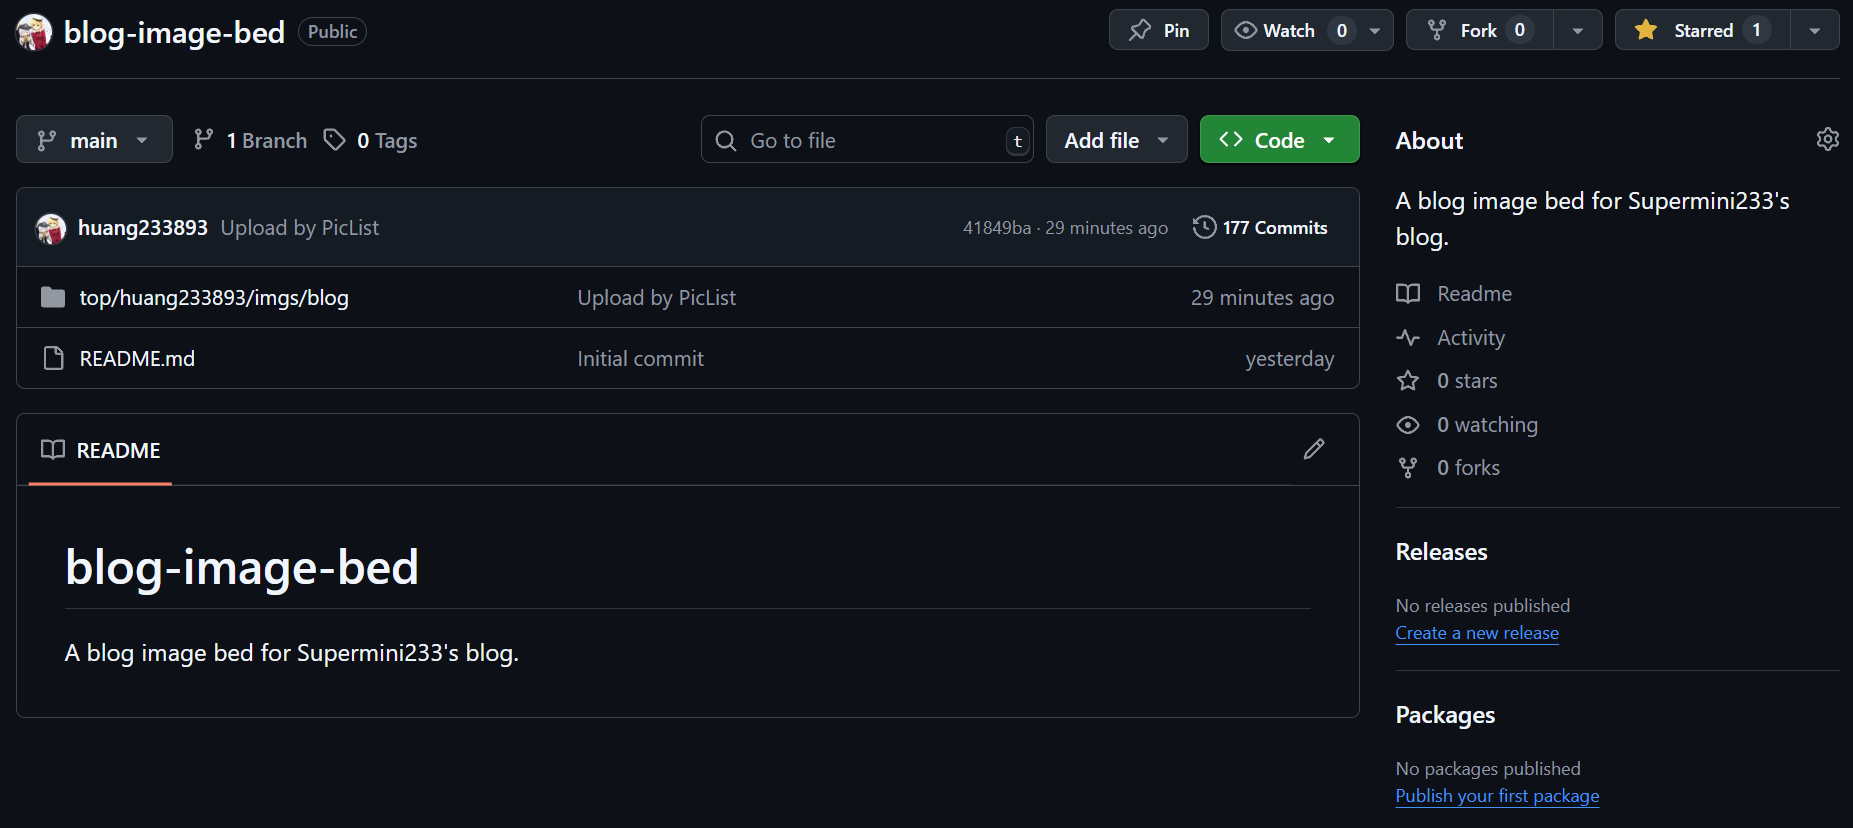 blog-image-bed Public Pin Watch 0 Fork 0 Starred 1
main 1 Branch 0 Tags Go to file t Add file Code
huang233893 Upload by PicList 41849ba · 29 minutes ago 177 Commits
top/huang233893/imgs/blog Upload by PicList 29 minutes ago
README.md Initial commit yesterday
README
blog-image-bed
A blog image bed for Supermini233's blog.
About
A blog image bed for Supermini233's
blog.
Readme
Activity
0 stars
0 watching
0 forks
Releases
No releases published
Create a new release
Packages
No packages published
Publish your first package